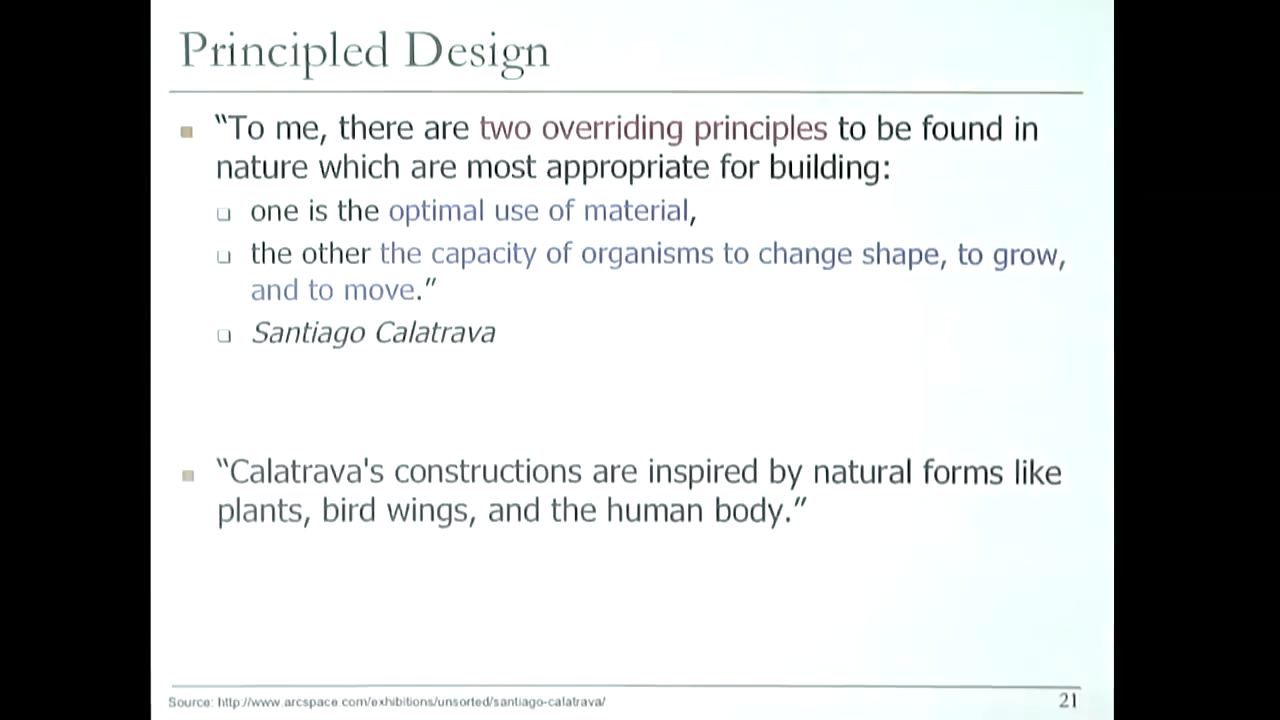 Principled Design
“To me, there are two overriding principles to be found in
nature which are most appropriate for building:
one is the optimal use of material,
the other the capacity of organisms to change shape, to grow,
and to move.”
Santiago Calatrava
“Calatrava's constructions are inspired by natural forms like
plants, bird wings, and the human body.”
Source: http://www.arcspace.com/exhibitions/unsorted/santiago-calatrava/
21